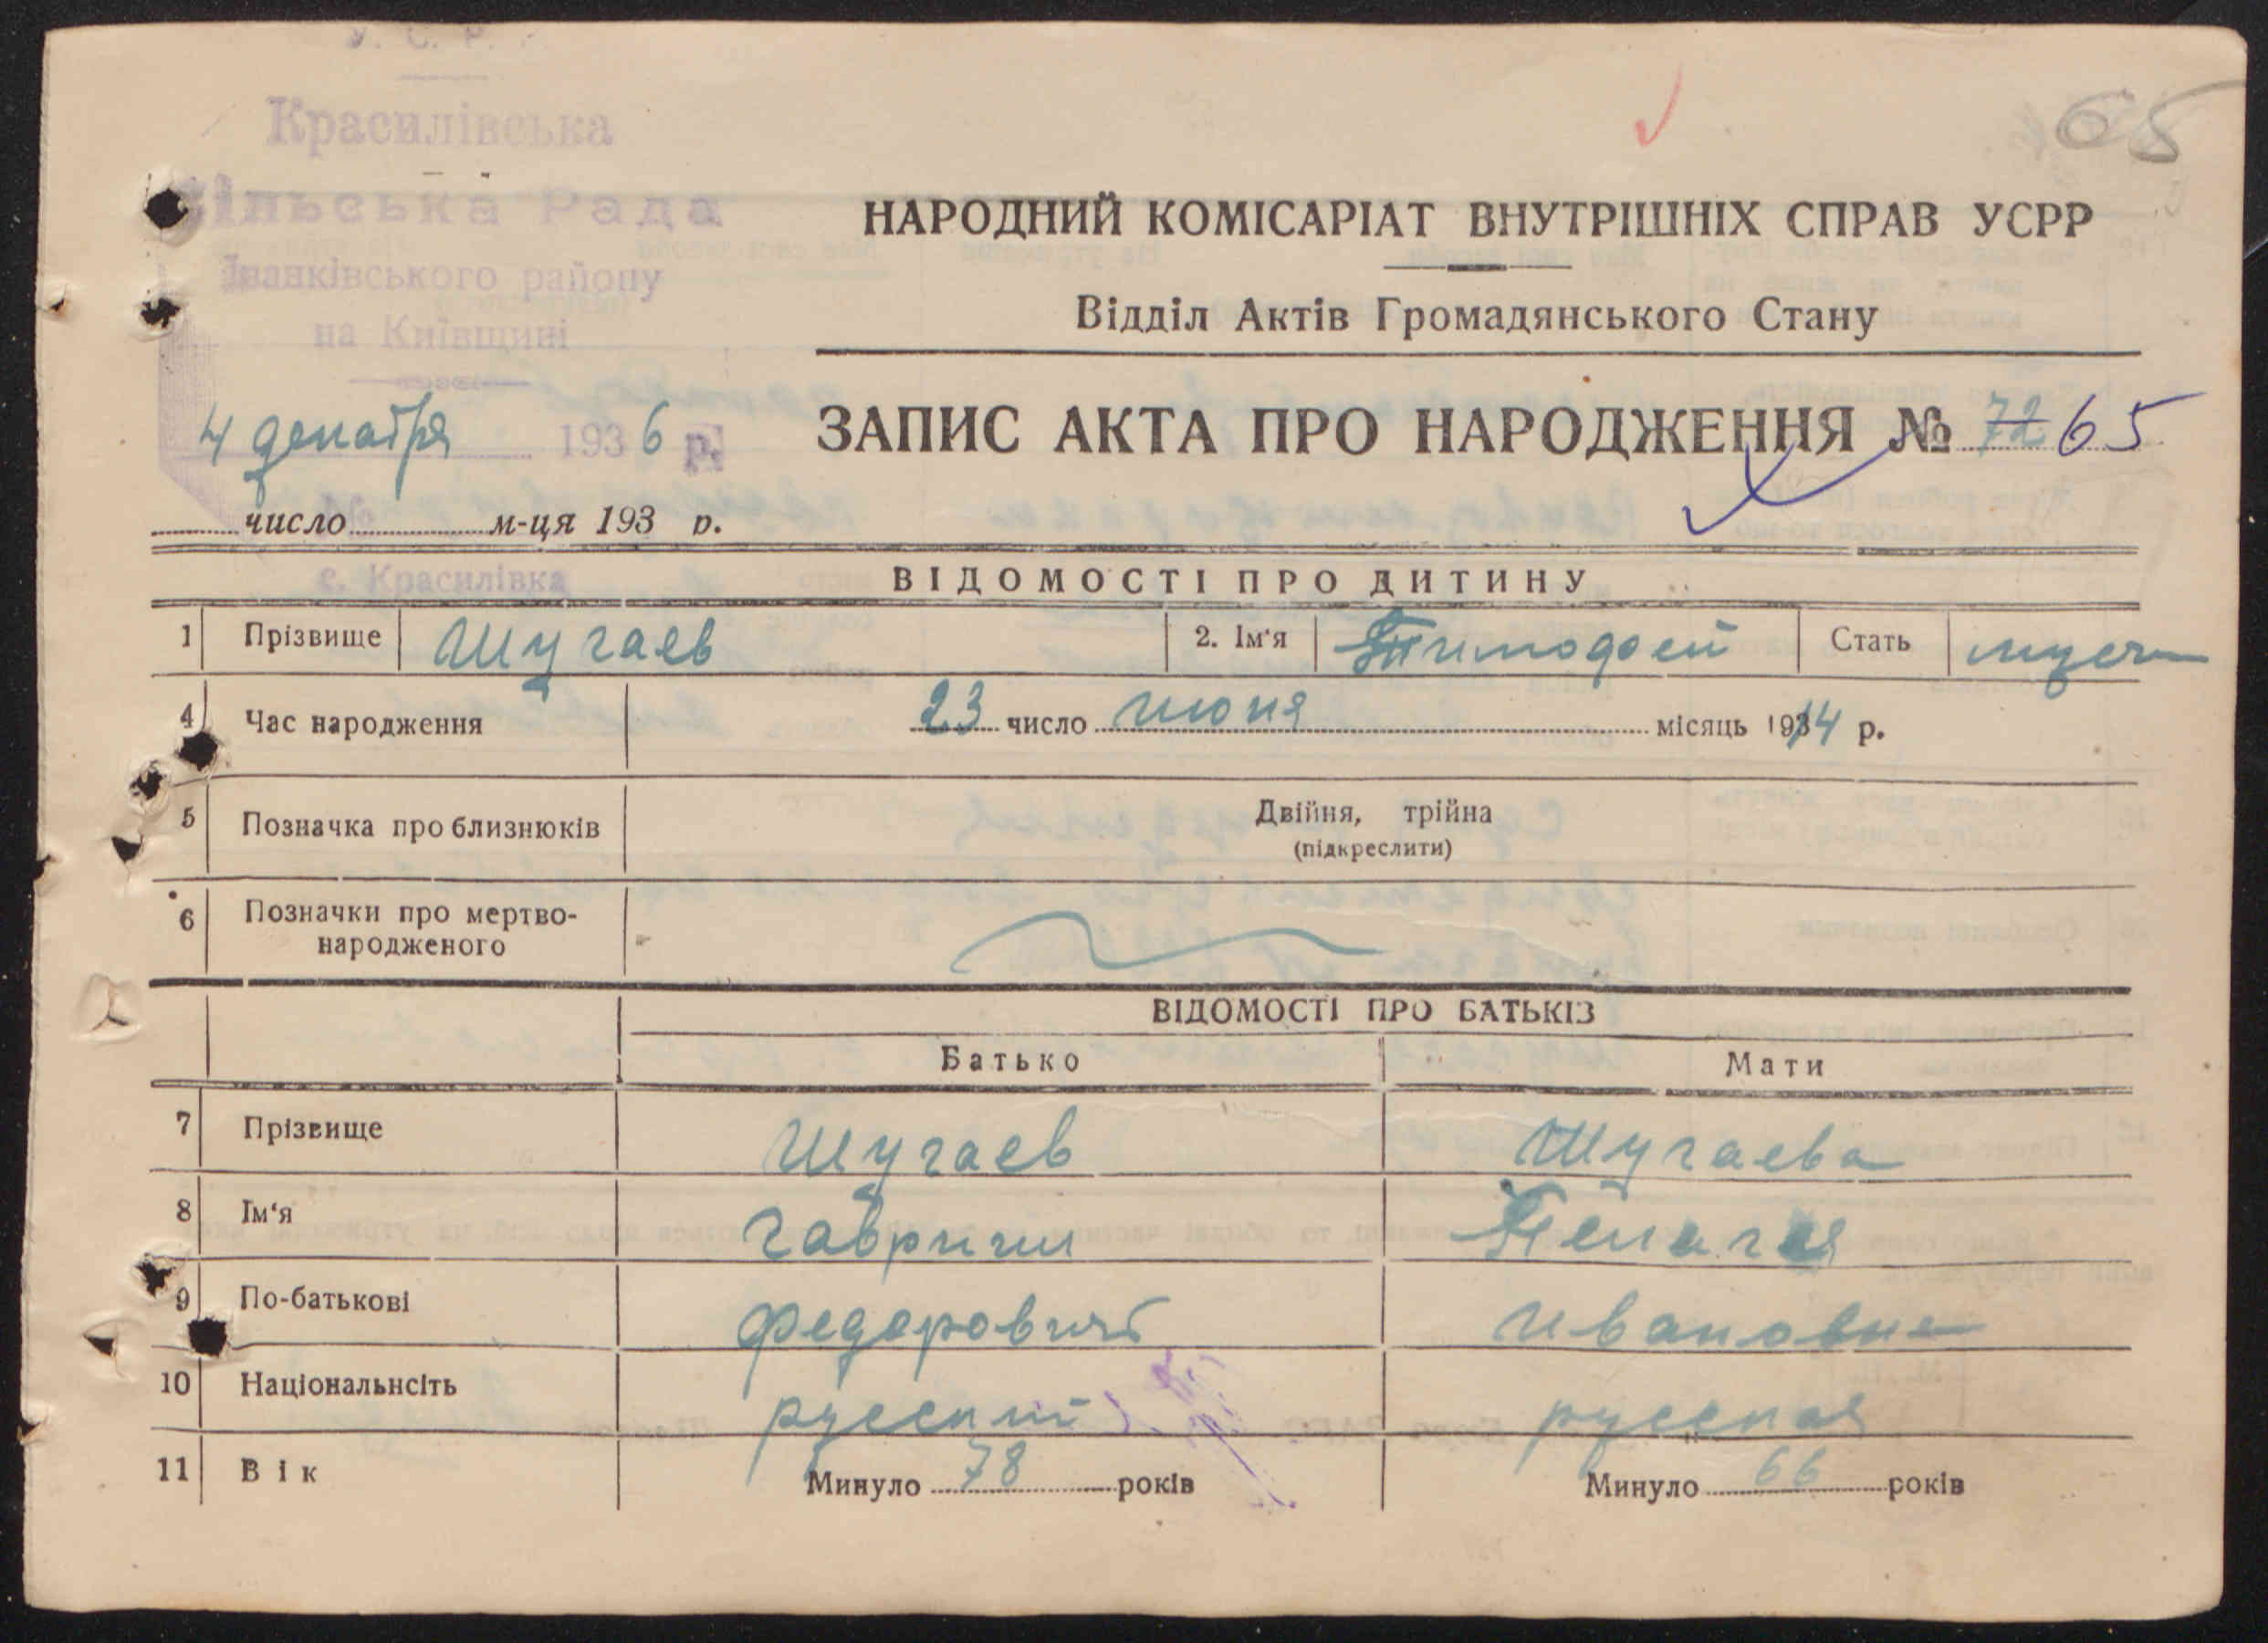 У. С. Р. Р.
65
Красилівська
Сільська Рада
Іванківського району
на Київщині
НАРОДНИЙ КОМІСАРІАТ ВНУТРІШНІХ СПРАВ УСРР
Відділ Актів Громадянського Стану
4 декабря 1936 р.
ЗАПИС АКТА ПРО НАРОДЖЕННЯ № 72 65
число м-ця 193 р.
с. Красилівка
ВІДОМОСТІ ПРО ДИТИНУ
1 Прізвище Шугаев 2. Ім'я Тимофей Стать муж
4 Час народження 23 число июня місяць 1914 р.
5 Позначка про близнюків Двійня, трійна
(підкреслити)
6 Позначки про мертво-
народженого
ВІДОМОСТІ ПРО БАТЬКІВ
Батько Мати
7 Прізвище Шугаев Шугаева
8 Ім'я Гаврил Пелагея
9 По-батькові Федорович Ивановна
10 Національнсіть русский русская
11 Вік Минуло 78 років Минуло 66 років